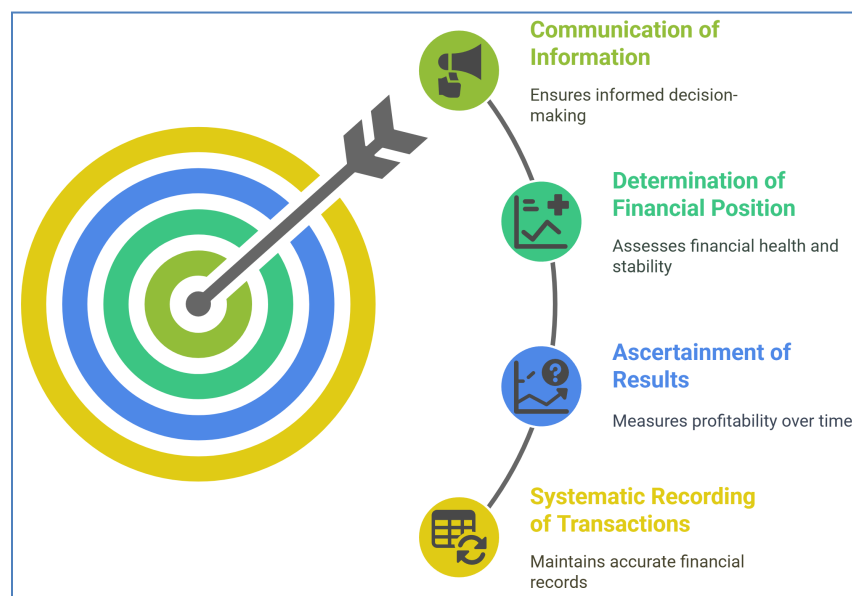 Communication of
Information
Ensures informed decision-
making
Determination of
Financial Position
Assesses financial health and
stability
Ascertainment of
Results
Measures profitability over time
Systematic Recording
of Transactions
Maintains accurate financial
records